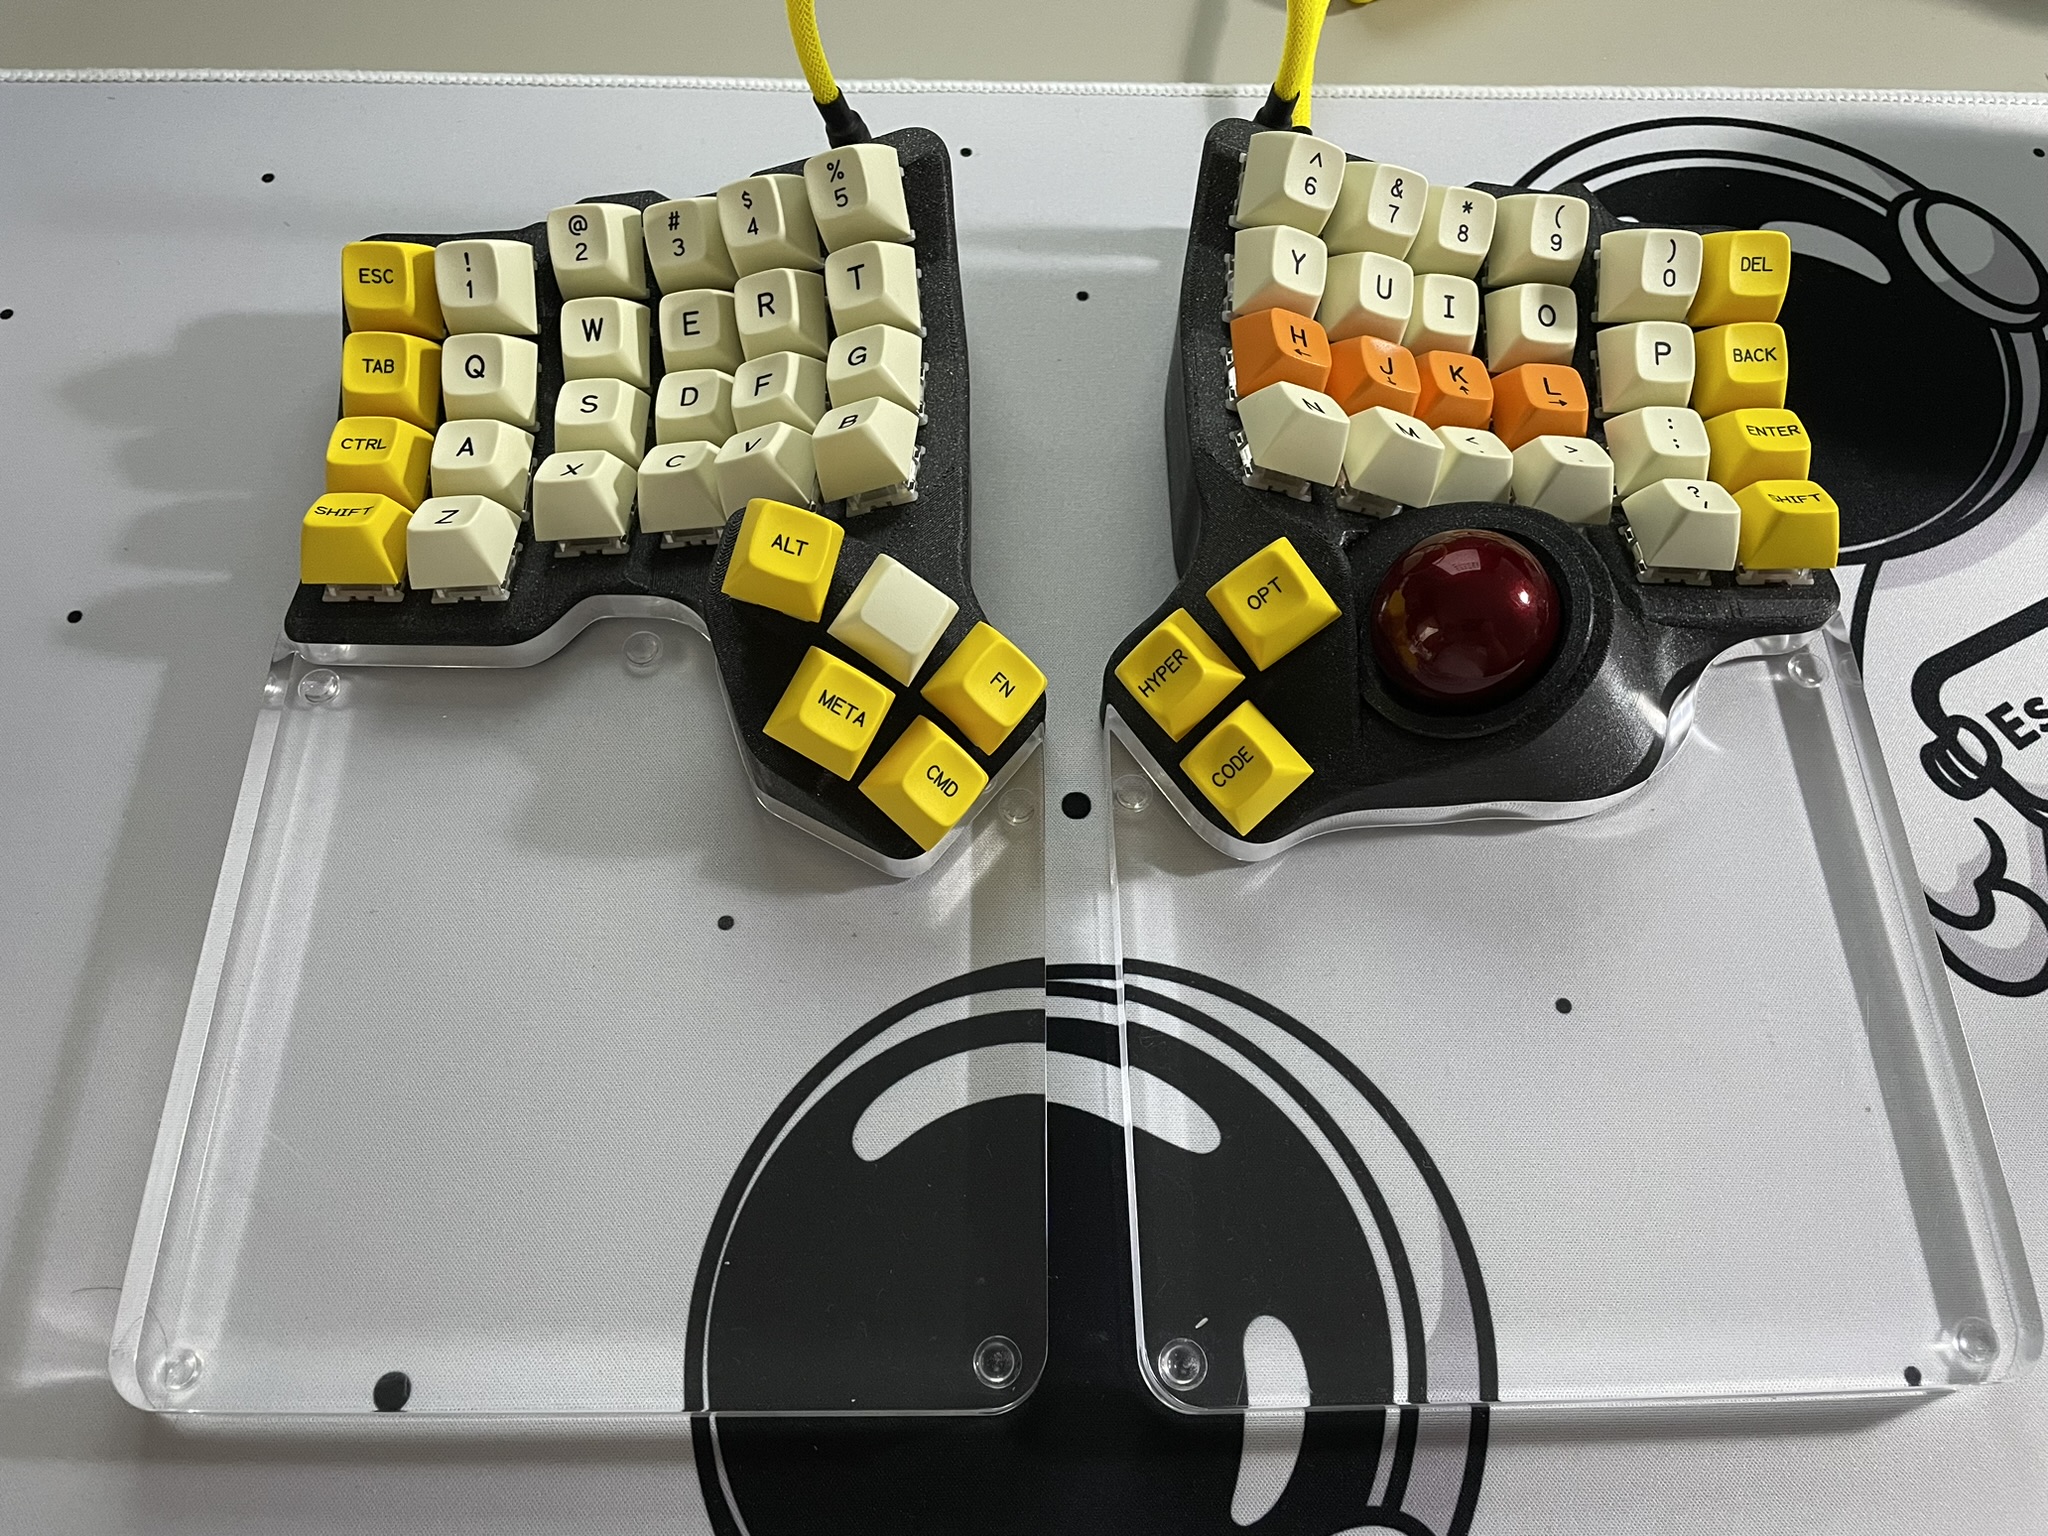 ESC ! 1 @ 2 # 3 $ 4 % 5
TAB Q W E R T
CTRL A S D F G
SHIFT Z X C V B
ALT
META FN
CMD
^ 6 & 7 * 8 ( 9 ) 0 DEL
Y U I O P BACK
H ← J ↓ K ↑ L → : ; ENTER
N M < , > . ? / SHIFT
OPT
HYPER
CODE
Es